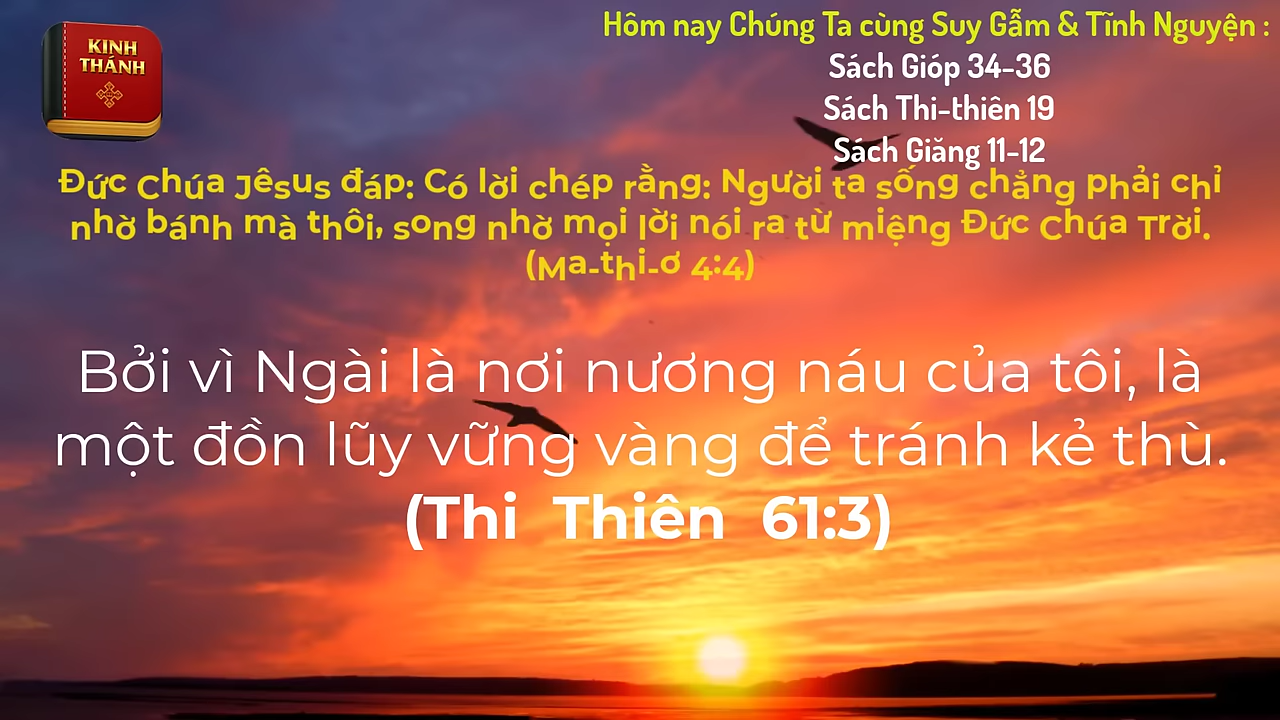 KINH
THÁNH
Hôm nay Chúng Ta cùng Suy Gẫm & Tĩnh Nguyện :
Sách Gióp 34-36
Sách Thi-thiên 19
Sách Giăng 11-12
Đức Chúa Jêsus đáp: Có lời chép rằng: Người ta sống chẳng phải chỉ
nhờ bánh mà thôi, song nhờ mọi lời nói ra từ miệng Đức Chúa Trời.
(Ma-thi-ơ 4:4)
Bởi vì Ngài là nơi nương náu của tôi, là
một đồn lũy vững vàng để tránh kẻ thù.
(Thi Thiên 61:3)